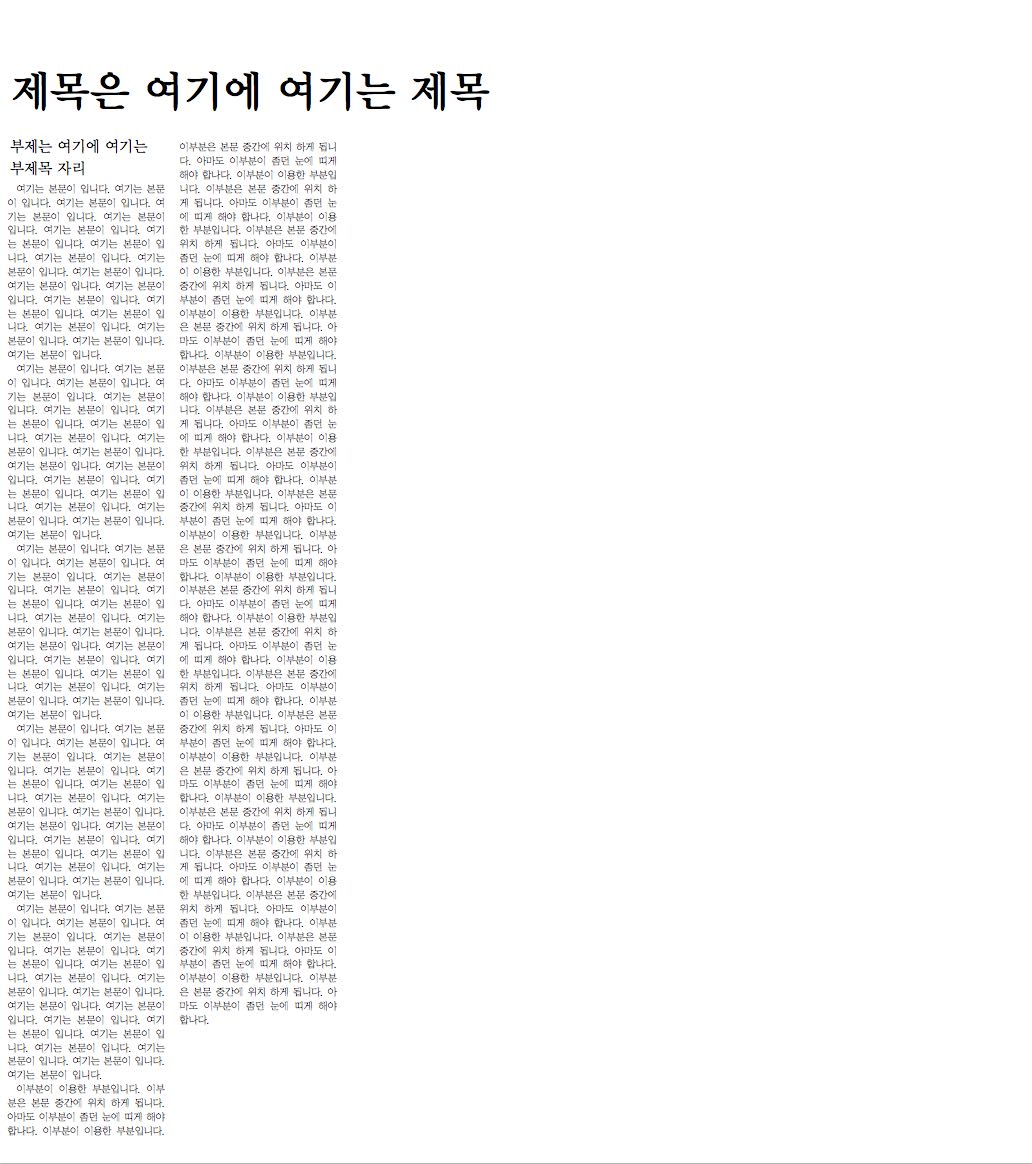 제목은 여기에 여기는 제목
부제는 여기에 여기는
부제목 자리
여기는 본문이 입니다. 여기는 본문
이 입니다. 여기는 본문이 입니다. 여
기는 본문이 입니다. 여기는 본문이
입니다. 여기는 본문이 입니다. 여기
는 본문이 입니다. 여기는 본문이 입
니다. 여기는 본문이 입니다. 여기는
본문이 입니다. 여기는 본문이 입니다.
여기는 본문이 입니다. 여기는 본문이
입니다. 여기는 본문이 입니다. 여기
는 본문이 입니다. 여기는 본문이 입
니다. 여기는 본문이 입니다. 여기는
본문이 입니다. 여기는 본문이 입니다.
여기는 본문이 입니다.
여기는 본문이 입니다. 여기는 본문
이 입니다. 여기는 본문이 입니다. 여
기는 본문이 입니다. 여기는 본문이
입니다. 여기는 본문이 입니다. 여기
는 본문이 입니다. 여기는 본문이 입
니다. 여기는 본문이 입니다. 여기는
본문이 입니다. 여기는 본문이 입니다.
여기는 본문이 입니다. 여기는 본문이
입니다. 여기는 본문이 입니다. 여기
는 본문이 입니다. 여기는 본문이 입
니다. 여기는 본문이 입니다. 여기는
본문이 입니다. 여기는 본문이 입니다.
여기는 본문이 입니다.
여기는 본문이 입니다. 여기는 본문
이 입니다. 여기는 본문이 입니다. 여
기는 본문이 입니다. 여기는 본문이
입니다. 여기는 본문이 입니다. 여기
는 본문이 입니다. 여기는 본문이 입
니다. 여기는 본문이 입니다. 여기는
본문이 입니다. 여기는 본문이 입니다.
여기는 본문이 입니다. 여기는 본문이
입니다. 여기는 본문이 입니다. 여기
는 본문이 입니다. 여기는 본문이 입
니다. 여기는 본문이 입니다. 여기는
본문이 입니다. 여기는 본문이 입니다.
여기는 본문이 입니다.
여기는 본문이 입니다. 여기는 본문
이 입니다. 여기는 본문이 입니다. 여
기는 본문이 입니다. 여기는 본문이
입니다. 여기는 본문이 입니다. 여기
는 본문이 입니다. 여기는 본문이 입
니다. 여기는 본문이 입니다. 여기는
본문이 입니다. 여기는 본문이 입니다.
여기는 본문이 입니다. 여기는 본문이
입니다. 여기는 본문이 입니다. 여기
는 본문이 입니다. 여기는 본문이 입
니다. 여기는 본문이 입니다. 여기는
본문이 입니다. 여기는 본문이 입니다.
여기는 본문이 입니다.
여기는 본문이 입니다. 여기는 본문
이 입니다. 여기는 본문이 입니다. 여
기는 본문이 입니다. 여기는 본문이
입니다. 여기는 본문이 입니다. 여기
는 본문이 입니다. 여기는 본문이 입
니다. 여기는 본문이 입니다. 여기는
본문이 입니다. 여기는 본문이 입니다.
여기는 본문이 입니다. 여기는 본문이
입니다. 여기는 본문이 입니다. 여기
는 본문이 입니다. 여기는 본문이 입
니다. 여기는 본문이 입니다. 여기는
본문이 입니다. 여기는 본문이 입니다.
여기는 본문이 입니다.
이부분이 이용한 부분입니다. 이부
분은 본문 중간에 위치 하게 됩니다.
아마도 이부분이 좀던 눈에 띠게 해야
합나다. 이부분이 이용한 부분입니다.
이부분은 본문 중간에 위치 하게 됩니
다. 아마도 이부분이 좀던 눈에 띠게
해야 합나다. 이부분이 이용한 부분입
니다. 이부분은 본문 중간에 위치 하
게 됩니다. 아마도 이부분이 좀던 눈
에 띠게 해야 합나다. 이부분이 이용
한 부분입니다. 이부분은 본문 중간에
위치 하게 됩니다. 아마도 이부분이
좀던 눈에 띠게 해야 합나다. 이부분
이 이용한 부분입니다. 이부분은 본문
중간에 위치 하게 됩니다. 아마도 이
부분이 좀던 눈에 띠게 해야 합나다.
이부분이 이용한 부분입니다. 이부분
은 본문 중간에 위치 하게 됩니다. 아
마도 이부분이 좀던 눈에 띠게 해야
합나다. 이부분이 이용한 부분입니다.
이부분은 본문 중간에 위치 하게 됩니
다. 아마도 이부분이 좀던 눈에 띠게
해야 합나다. 이부분이 이용한 부분입
니다. 이부분은 본문 중간에 위치 하
게 됩니다. 아마도 이부분이 좀던 눈
에 띠게 해야 합나다. 이부분이 이용
한 부분입니다. 이부분은 본문 중간에
위치 하게 됩니다. 아마도 이부분이
좀던 눈에 띠게 해야 합나다. 이부분
이 이용한 부분입니다. 이부분은 본문
중간에 위치 하게 됩니다. 아마도 이
부분이 좀던 눈에 띠게 해야 합나다.
이부분이 이용한 부분입니다. 이부분
은 본문 중간에 위치 하게 됩니다. 아
마도 이부분이 좀던 눈에 띠게 해야
합나다. 이부분이 이용한 부분입니다.
이부분은 본문 중간에 위치 하게 됩니
다. 아마도 이부분이 좀던 눈에 띠게
해야 합나다. 이부분이 이용한 부분입
니다. 이부분은 본문 중간에 위치 하
게 됩니다. 아마도 이부분이 좀던 눈
에 띠게 해야 합나다. 이부분이 이용
한 부분입니다. 이부분은 본문 중간에
위치 하게 됩니다. 아마도 이부분이
좀던 눈에 띠게 해야 합나다. 이부분
이 이용한 부분입니다. 이부분은 본문
중간에 위치 하게 됩니다. 아마도 이
부분이 좀던 눈에 띠게 해야 합나다.
이부분이 이용한 부분입니다. 이부분
은 본문 중간에 위치 하게 됩니다. 아
마도 이부분이 좀던 눈에 띠게 해야
합나다. 이부분이 이용한 부분입니다.
이부분은 본문 중간에 위치 하게 됩니
다. 아마도 이부분이 좀던 눈에 띠게
해야 합나다. 이부분이 이용한 부분입
니다. 이부분은 본문 중간에 위치 하
게 됩니다. 아마도 이부분이 좀던 눈
에 띠게 해야 합나다. 이부분이 이용
한 부분입니다. 이부분은 본문 중간에
위치 하게 됩니다. 아마도 이부분이
좀던 눈에 띠게 해야 합나다. 이부분
이 이용한 부분입니다. 이부분은 본문
중간에 위치 하게 됩니다. 아마도 이
부분이 좀던 눈에 띠게 해야 합나다.
이부분이 이용한 부분입니다. 이부분
은 본문 중간에 위치 하게 됩니다. 아
마도 이부분이 좀던 눈에 띠게 해야
합나다.